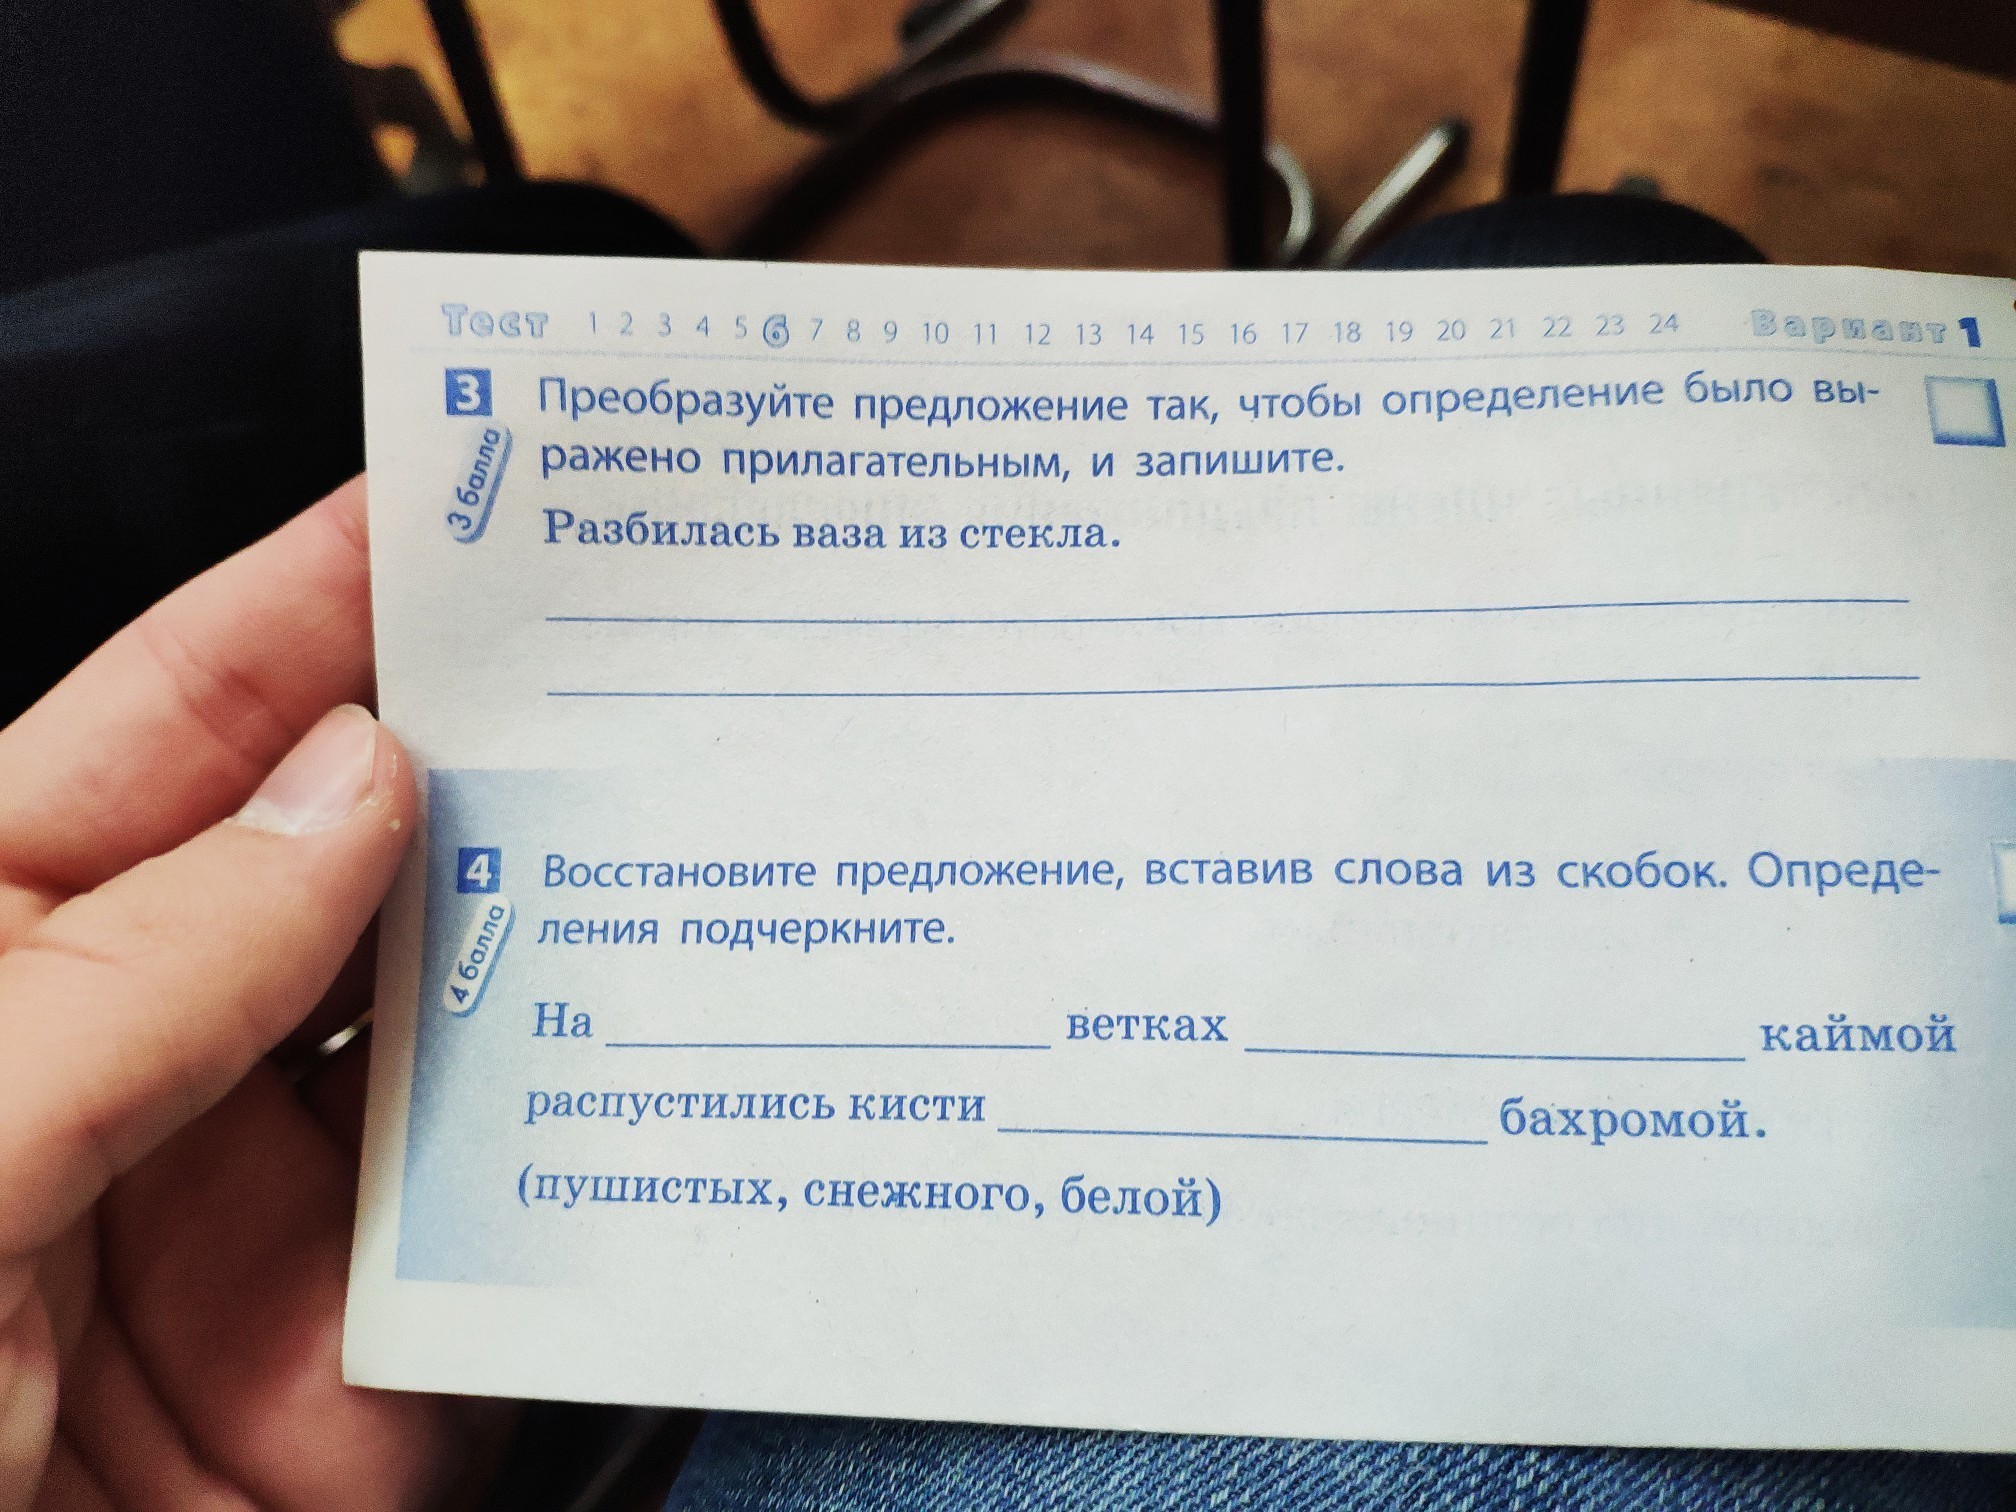 Тест 1 2 3 4 5 6 7 8 9 10 11 12 13 14 15 16 17 18 19 20 21 22 23 24 Вариант 1
3 Преобразуйте предложение так, чтобы определение было вы-
3 балла ражено прилагательным, и запишите.
Разбилась ваза из стекла.
4 Восстановите предложение, вставив слова из скобок. Опреде-
4 балла ления подчеркните.
На ветках каймой
распустились кисти бахромой.
(пушистых, снежного, белой)